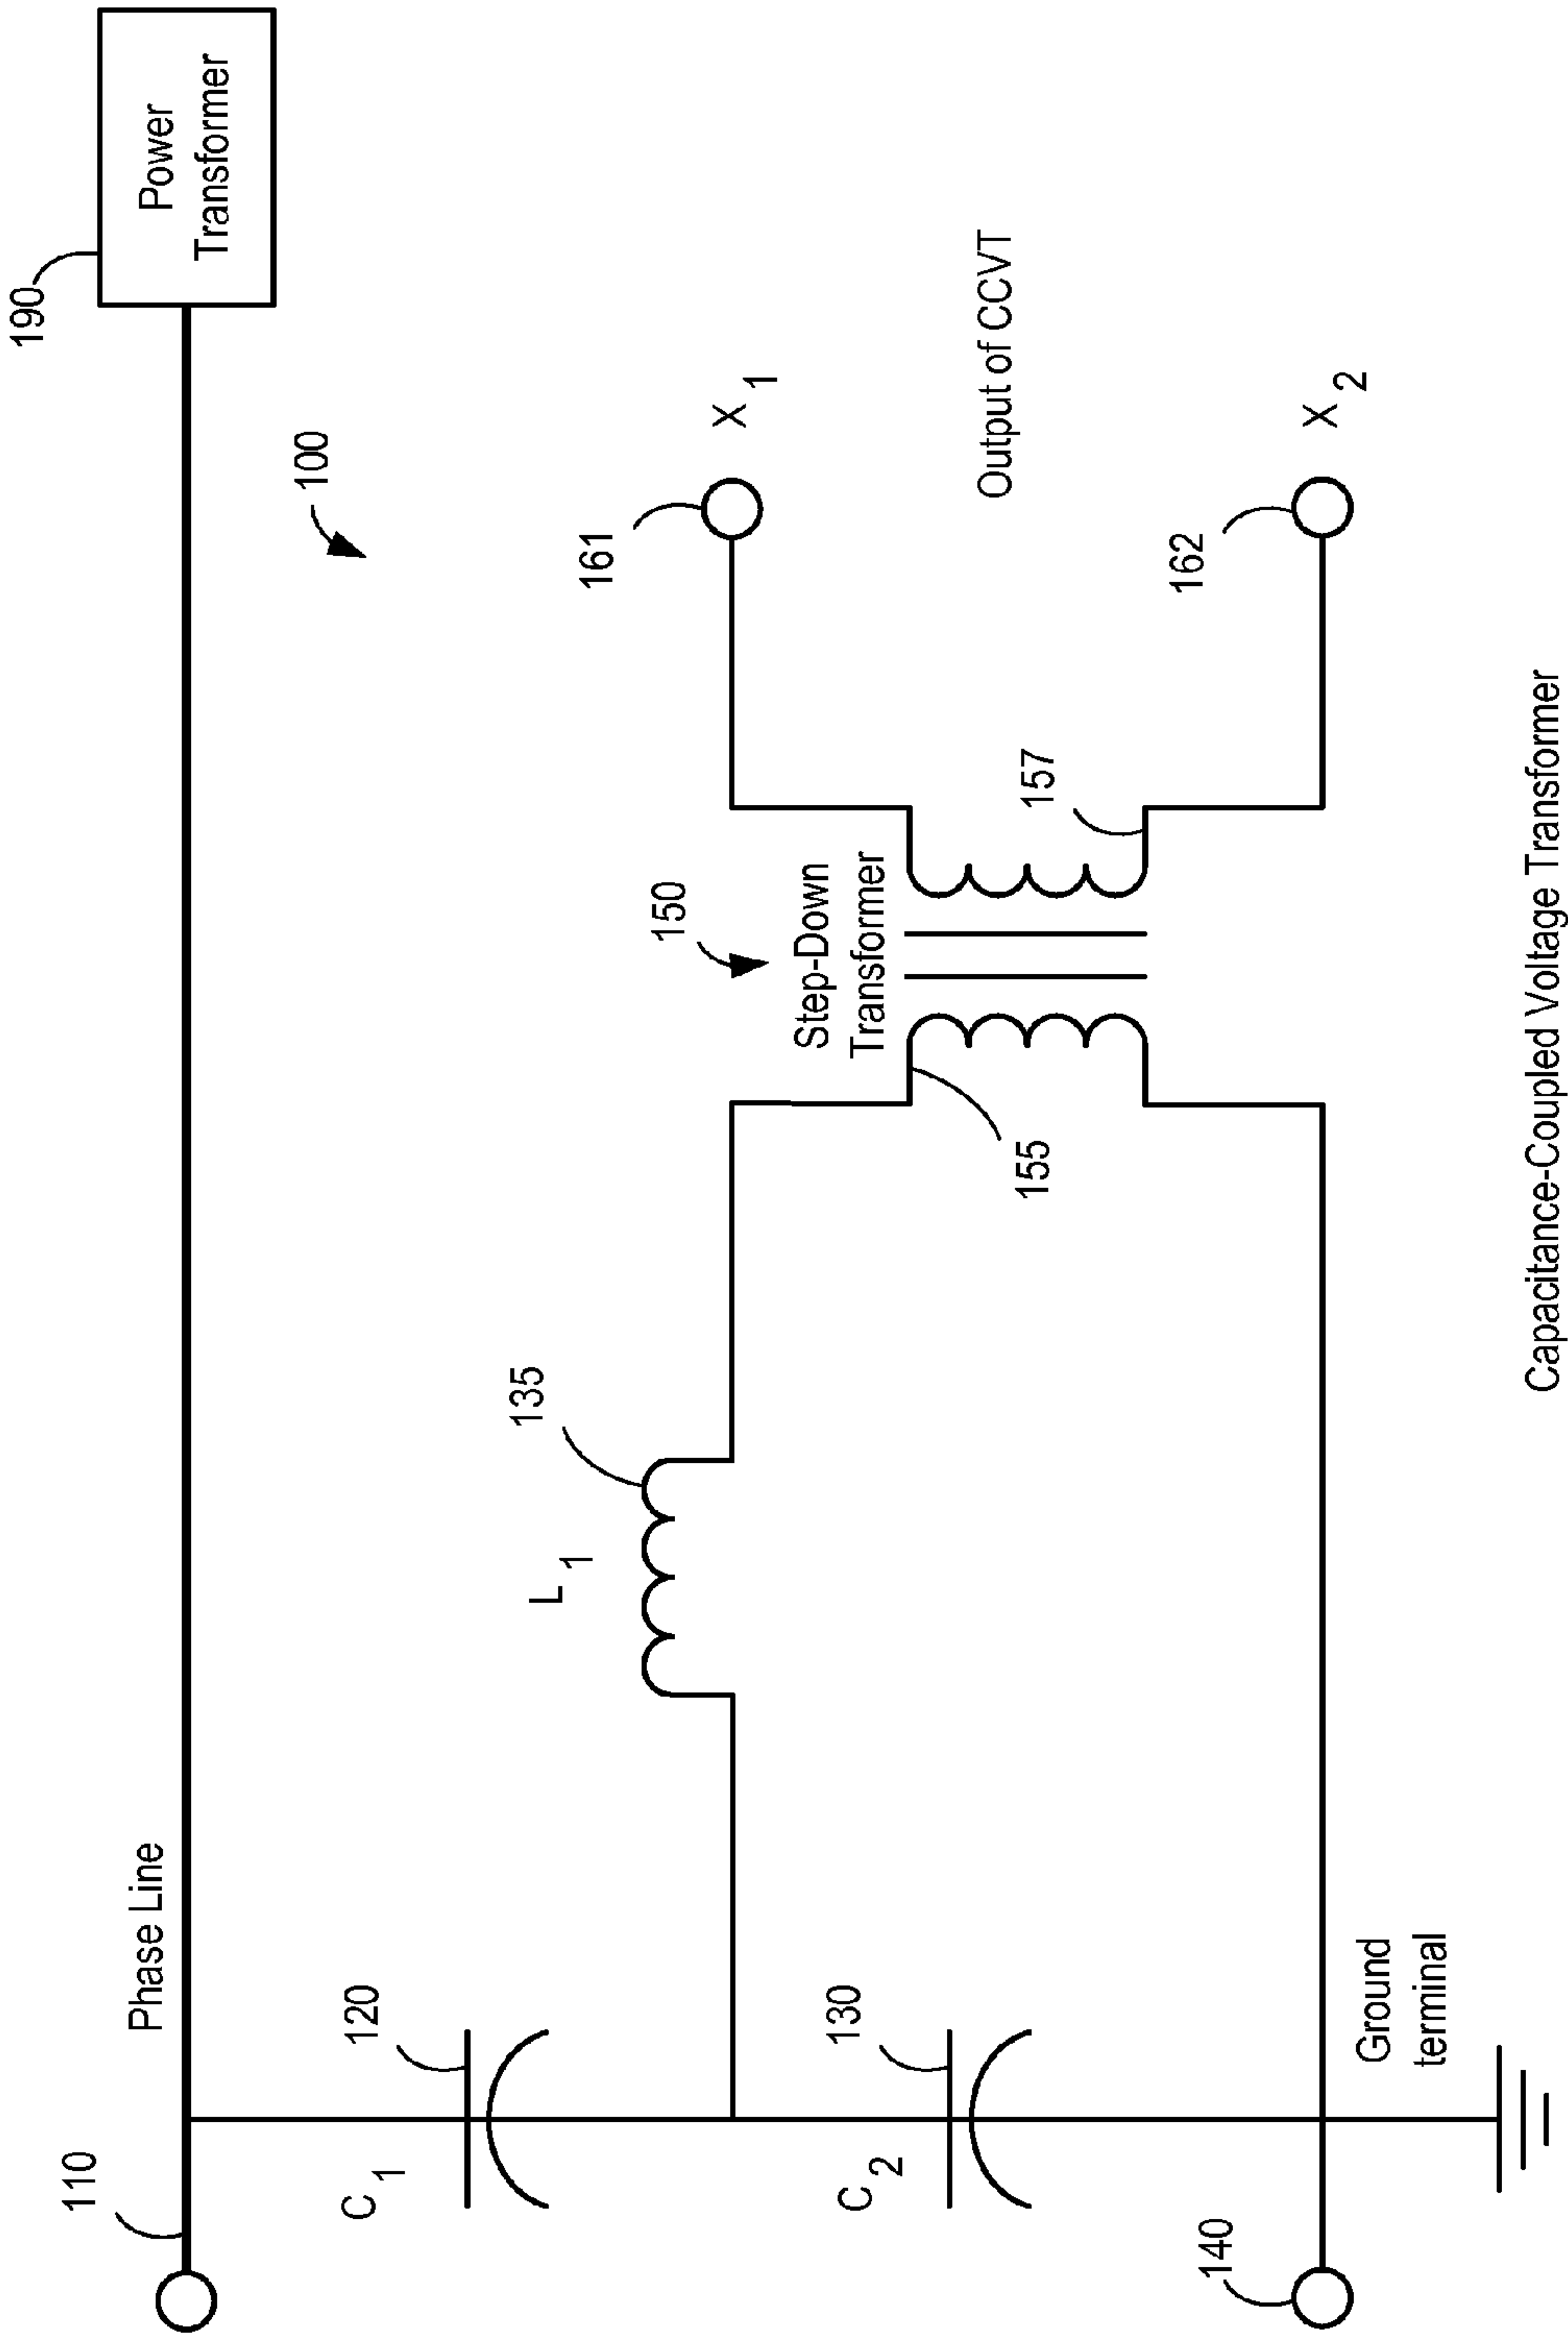 190
Power
Transformer
100
Phase Line
110
120
C 1
L 1
135
150
Step-Down
Transformer
161
X 1
Output of CCVT
155
157
130
C 2
162
X 2
140
Ground
terminal
Capacitance-Coupled Voltage Transformer